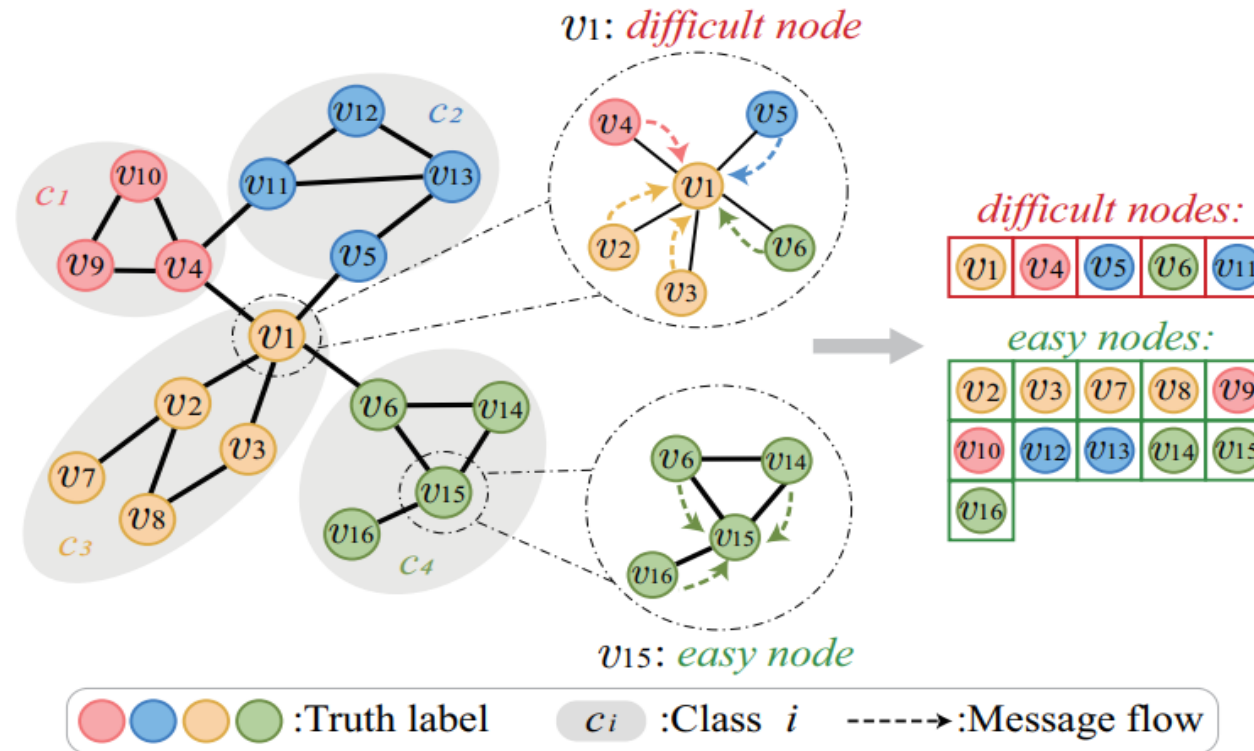 v1: difficult node
v12
c2
v4
v5
v10
v11
v13
c1
v1
difficult nodes:
v9
v4
v5
v2
v6
v3
v1 v4 v5 v6 v11
v1
easy nodes:
v2
v6
v14
v2 v3 v7 v8 v9
v3
v6
v14
v10 v12 v13 v14 v15
v7
v15
v15
v8
v16
v16
v16
c3
c4
v15: easy node
:Truth label ci :Class i :Message flow